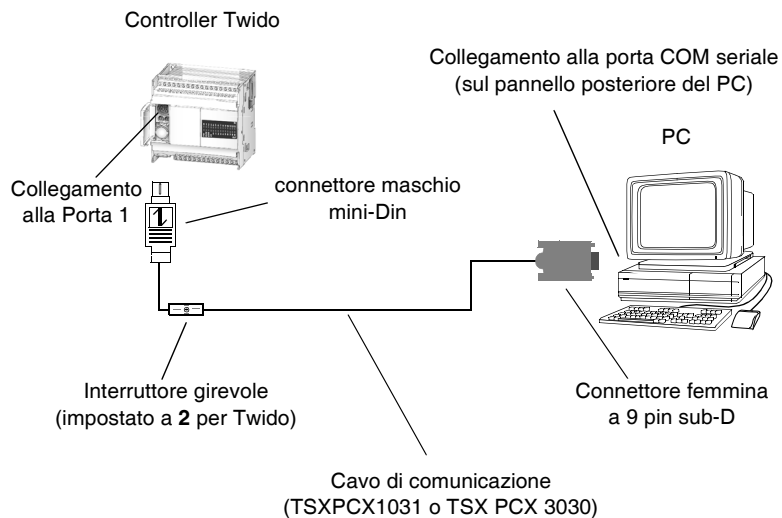 Controller Twido
Collegamento alla porta COM seriale
(sul pannello posteriore del PC)
PC
Collegamento
alla Porta 1
connettore maschio
mini-Din
Interruttore girevole
(impostato a 2 per Twido)
Connettore femmina
a 9 pin sub-D
Cavo di comunicazione
(TSXPCX1031 o TSX PCX 3030)